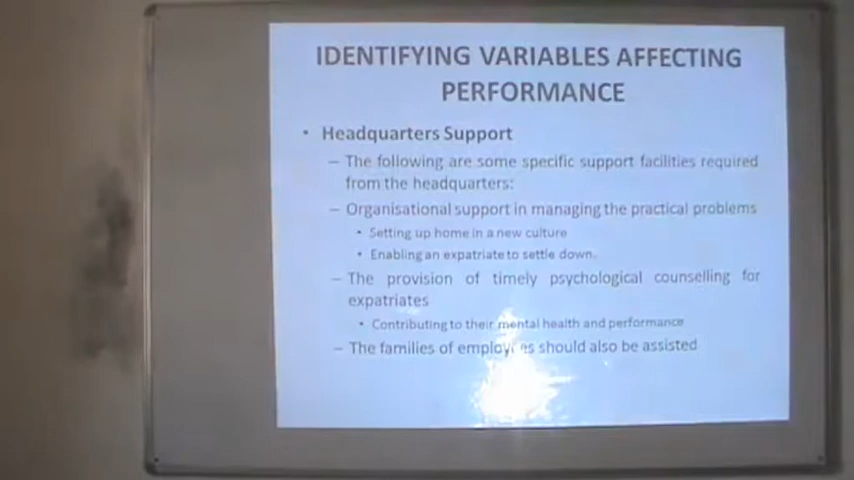 IDENTIFYING VARIABLES AFFECTING
PERFORMANCE
• Headquarters Support
– The following are some specific support facilities required
from the headquarters:
– Organisational support in managing the practical problems
• Setting up home in a new culture
• Enabling an expatriate to settle down.
– The provision of timely psychological counselling for
expatriates
• Contributing to their mental health and performance
– The families of employees should also be assisted